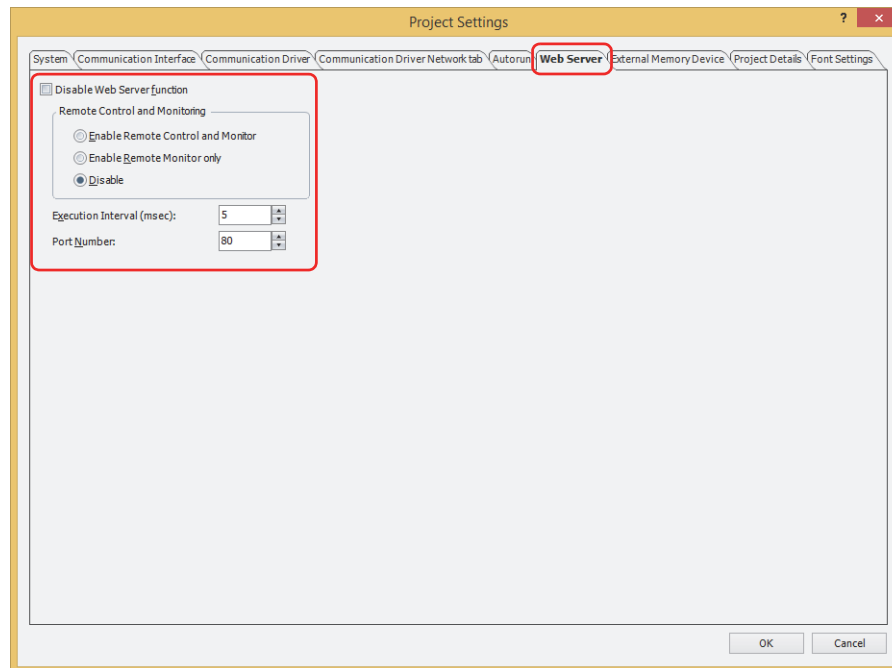 Project Settings
? ×
System Communication Interface Communication Driver Communication Driver Network tab Autorun Web Server External Memory Device Project Details Font Settings
Disable Web Server function
Remote Control and Monitoring
Enable Remote Control and Monitor
Enable Remote Monitor only
Disable
Execution Interval (msec): 5
Port Number: 80
OK Cancel